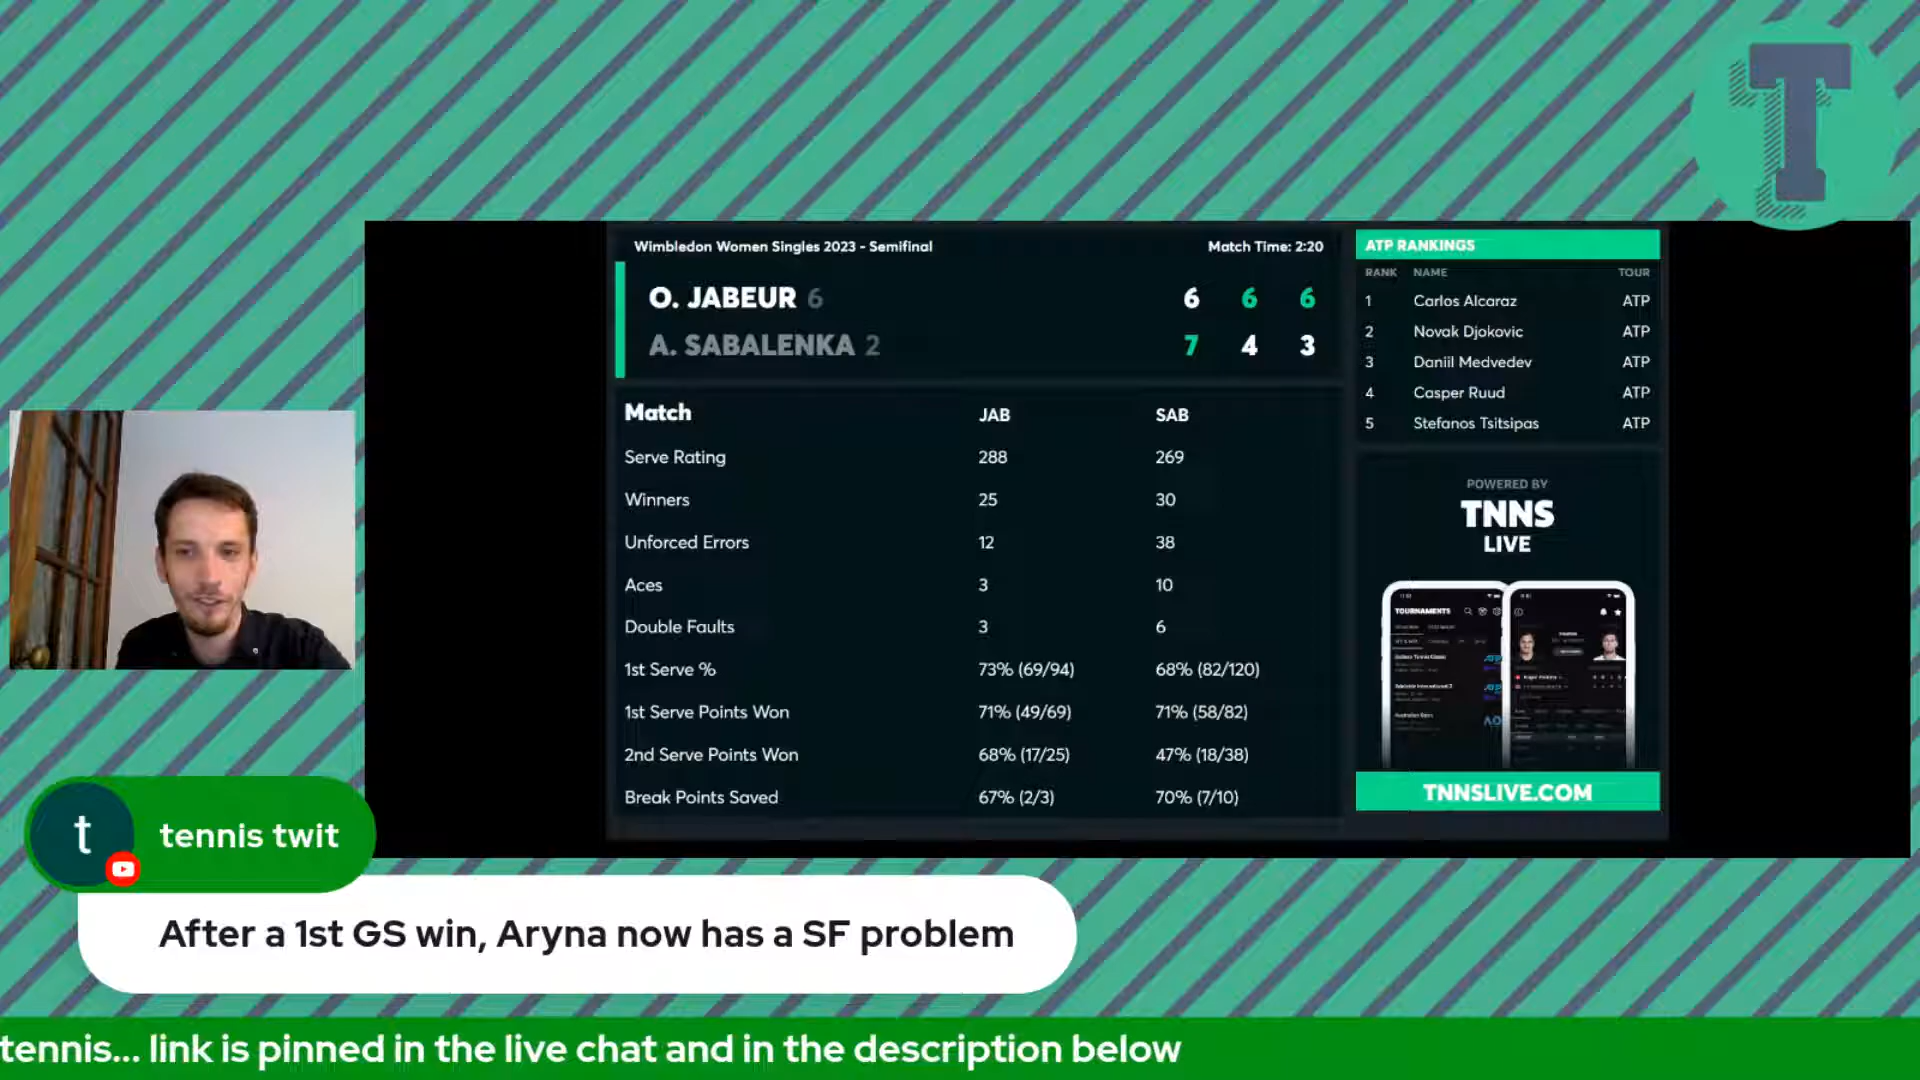 T
Wimbledon Women Singles 2023 - Semifinal Match Time: 2:20
O. JABEUR 6 6 6 6
A. SABALENKA 2 7 4 3
Match JAB SAB
Serve Rating 288 269
Winners 25 30
Unforced Errors 12 38
Aces 3 10
Double Faults 3 6
1st Serve % 73% (69/94) 68% (82/120)
1st Serve Points Won 71% (49/69) 71% (58/82)
2nd Serve Points Won 68% (17/25) 47% (18/38)
Break Points Saved 67% (2/3) 70% (7/10)
ATP RANKINGS
RANK NAME TOUR
1 Carlos Alcaraz ATP
2 Novak Djokovic ATP
3 Daniil Medvedev ATP
4 Casper Ruud ATP
5 Stefanos Tsitsipas ATP
POWERED BY
TNNS
LIVE
TOURNAMENTS
TNNSLIVE.COM
t tennis twit
After a 1st GS win, Aryna now has a SF problem
tennis... link is pinned in the live chat and in the description below